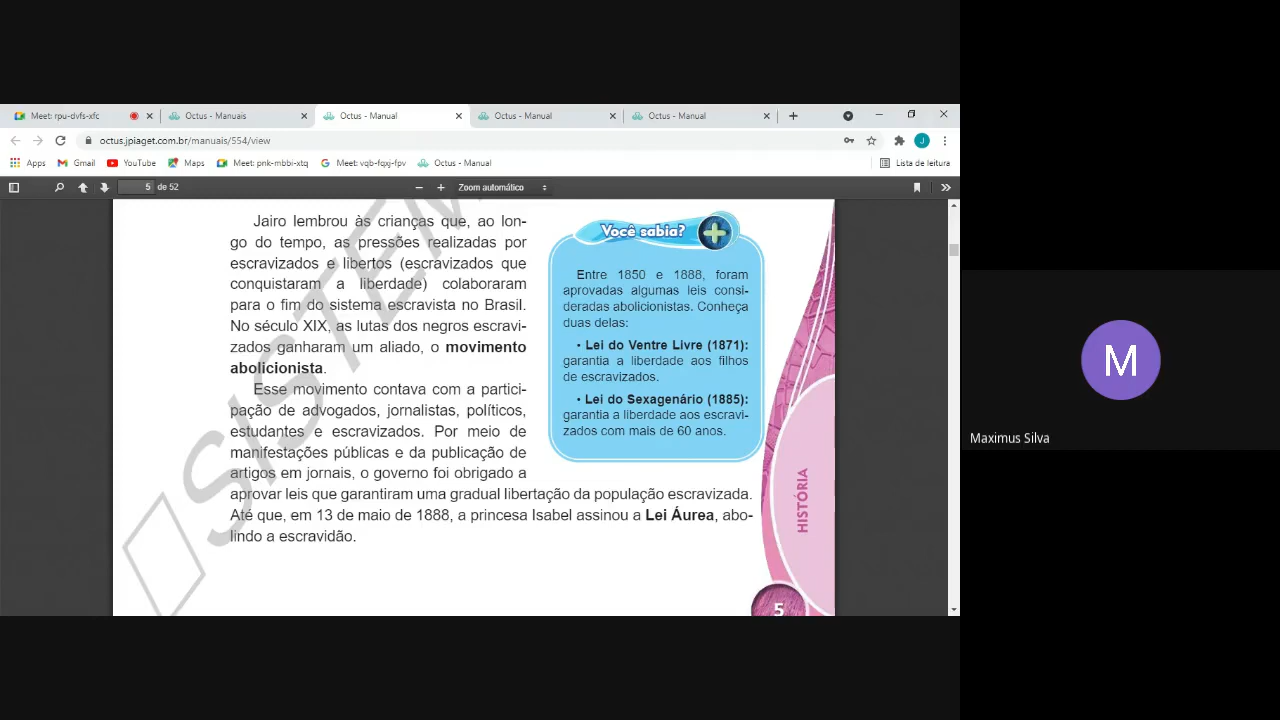 Meet: rpu-dvfs-xfc
Octus - Manuais
Octus - Manual
Octus - Manual
Octus - Manual
octus.jpiaget.com.br/manuais/554/view
J
Apps
Gmail
YouTube
Maps
Meet: pnk-mbbi-xtq
Meet: vqb-fqxj-fpv
Octus - Manual
Lista de leitura
5 de 52
Zoom automático
Jairo lembrou às crianças que, ao lon-
go do tempo, as pressões realizadas por
escravizados e libertos (escravizados que
conquistaram a liberdade) colaboraram
para o fim do sistema escravista no Brasil.
No século XIX, as lutas dos negros escravi-
zados ganharam um aliado, o movimento
abolicionista.
Esse movimento contava com a partici-
pação de advogados, jornalistas, políticos,
estudantes e escravizados. Por meio de
manifestações públicas e da publicação de
artigos em jornais, o governo foi obrigado a
aprovar leis que garantiram uma gradual libertação da população escravizada.
Até que, em 13 de maio de 1888, a princesa Isabel assinou a Lei Áurea, abo-
lindo a escravidão.
Você sabia?
Entre 1850 e 1888, foram
aprovadas algumas leis consi-
deradas abolicionistas. Conheça
duas delas:
• Lei do Ventre Livre (1871):
garantia a liberdade aos filhos
de escravizados.
• Lei do Sexagenário (1885):
garantia a liberdade aos escravi-
zados com mais de 60 anos.
HISTÓRIA
5
M
Maximus Silva